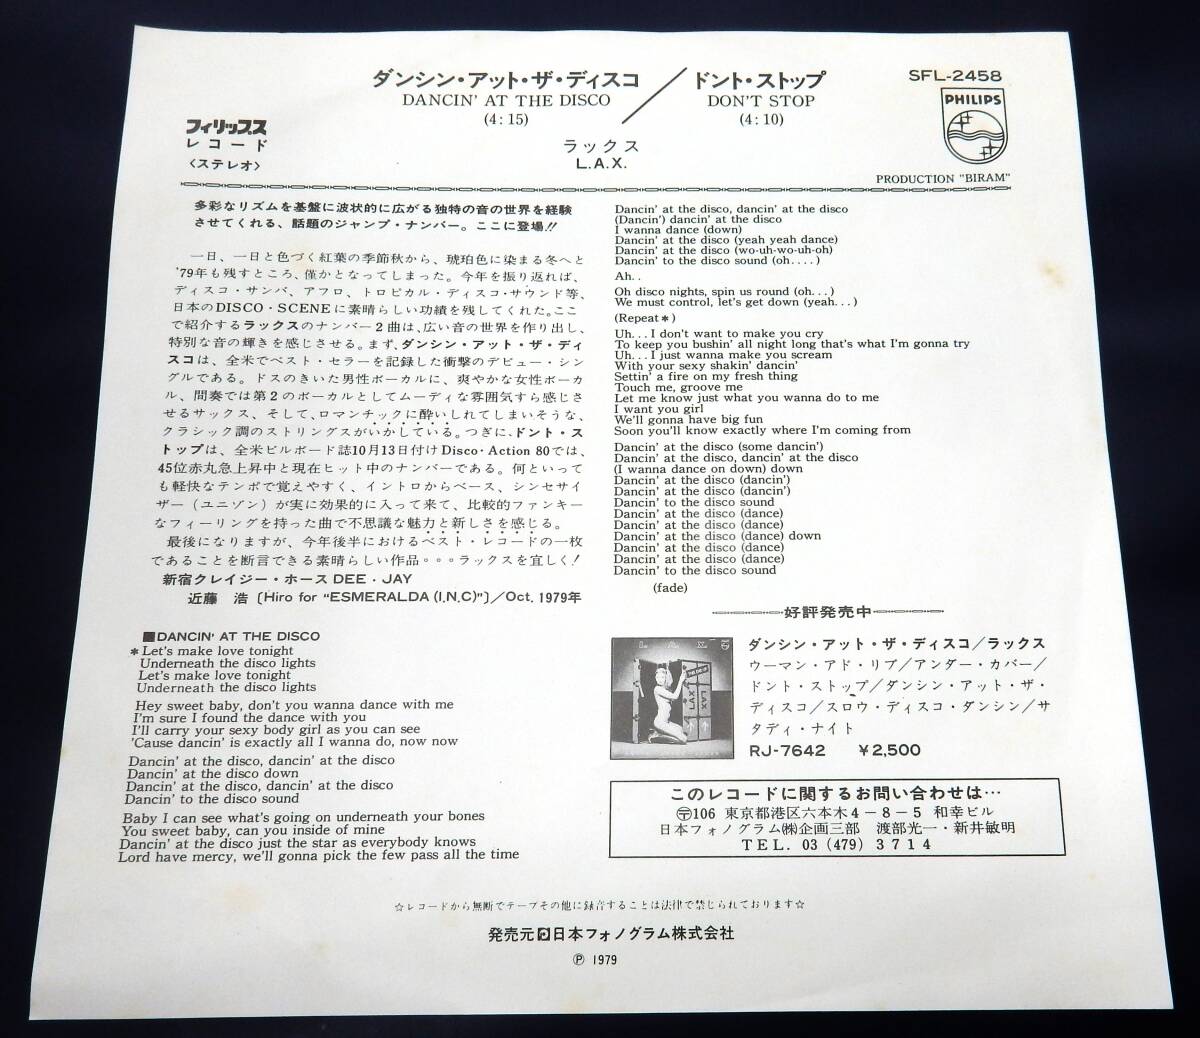 ダンシン・アット・ザ・ディスコ／ドント・ストップ
DANCIN' AT THE DISCO DON'T STOP
(4:15) (4:10)
ラックス
L.A.X.
フィリップス
レコード
〈ステレオ〉
SFL-2458
PHILIPS
PRODUCTION "BIRAM"
多彩なリズムを基盤に波状的に広がる独特の音の世界を経験
させてくれる、話題のジャンプ・ナンバー。ここに登場!!
一日、一日と色づく紅葉の季節秋から、琥珀色に染まる冬へと
'79年も残すところ、僅かとなってしまった。今年を振り返れば、
ディスコ・サンバ、アフロ、トロピカル・ディスコ・サウンド等、
日本のDISCO・SCENEに素晴らしい功績を残してくれた。ここ
で紹介するラックスのナンバー2曲は、広い音の世界を作り出し、
特別な音の輝きを感じさせる。まず、ダンシン・アット・ザ・ディ
スコは、全米でベスト・セラーを記録した衝撃のデビュー・シン
グルである。ドスのきいた男性ボーカルに、爽やかな女性ボーカ
ル、間奏では第2のボーカルとしてムーディな雰囲気すら感じさ
せるサックス、そして、ロマンチックに酔いしれてしまいそうな、
クラシック調のストリングスがいかしている。つぎに、ドント・ス
トップは、全米ビルボード誌10月13日付けDisco・Action 80では、
45位赤丸急上昇中と現在ヒット中のナンバーである。何といって
も軽快なテンポで覚えやすく、イントロからベース、シンセサイ
ザー(ユニゾン)が実に効果的に入って来て、比較的ファンキー
なフィーリングを持った曲で不思議な魅力と新しさを感じる。
最後になりますが、今年後半におけるベスト・レコードの一枚
であることを断言できる素晴らしい作品。。。ラックスを宜しく!
新宿クレイジー・ホース DEE・JAY
近藤 浩 〔Hiro for "ESMERALDA (I.N.C)"〕／Oct. 1979年
■DANCIN' AT THE DISCO
＊Let's make love tonight
Underneath the disco lights
Let's make love tonight
Underneath the disco lights
Hey sweet baby, don't you wanna dance with me
I'm sure I found the dance with you
I'll carry your sexy body girl as you can see
'Cause dancin' is exactly all I wanna do, now now
Dancin' at the disco, dancin' at the disco
Dancin' at the disco down
Dancin' at the disco, dancin' at the disco
Dancin' to the disco sound
Baby I can see what's going on underneath your bones
You sweet baby, can you inside of mine
Dancin' at the disco just the star as everybody knows
Lord have mercy, we'll gonna pick the few pass all the time
Dancin' at the disco, dancin' at the disco
(Dancin') dancin' at the disco
I wanna dance (down)
Dancin' at the disco (yeah yeah dance)
Dancin' at the disco (wo-uh-wo-uh-oh)
Dancin' to the disco sound (oh....)
Ah..
Oh disco nights, spin us round (oh...)
We must control, let's get down (yeah...)
(Repeat＊)
Uh... I don't want to make you cry
To keep you bushin' all night long that's what I'm gonna try
Uh... I just wanna make you scream
With your sexy shakin' dancin'
Settin' a fire on my fresh thing
Touch me, groove me
Let me know just what you wanna do to me
I want you girl
We'll gonna have big fun
Soon you'll know exactly where I'm coming from
Dancin' at the disco (some dancin')
Dancin' at the disco, dancin' at the disco
(I wanna dance on down) down
Dancin' at the disco (dancin')
Dancin' at the disco (dancin')
Dancin' to the disco sound
Dancin' at the disco (dance)
Dancin' at the disco (dance)
Dancin' at the disco (dance) down
Dancin' at the disco (dance)
Dancin' at the disco (dance)
Dancin' to the disco sound
(fade)
好評発売中
LAX
ダンシン・アット・ザ・ディスコ／ラックス
ウーマン・アド・リブ／アンダー・カバー／
ドント・ストップ／ダンシン・アット・ザ・
ディスコ／スロウ・ディスコ・ダンシン／サ
タディ・ナイト
RJ-7642 ￥2,500
このレコードに関するお問い合わせは…
〒106 東京都港区六本木4-8-5 和幸ビル
日本フォノグラム㈱企画三部 渡部光一・新井敏明
TEL. 03 (479) 3714
☆レコードから無断でテープその他に録音することは法律で禁じられております☆
発売元 日本フォノグラム株式会社
Ⓟ 1979